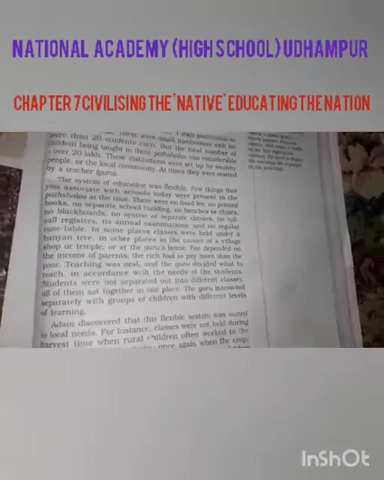 NATIONAL ACADEMY (HIGH SCHOOL) UDHAMPUR
CHAPTER 7 CIVILISING THE 'NATIVE' EDUCATING THE NATION
more than 20 students each. But the total number of
children being taught in these pathshalas was considerable
– over 20 lakh. These institutions were set up by wealthy
people, or the local community. At times they were started
by a teacher (guru).
The system of education was flexible. Few things that
you associate with schools today were present in the
pathshalas at the time. There were no fixed fee, no printed
books, no separate school building, no benches or chairs,
no blackboards, no system of separate classes, no roll-
call registers, no annual examinations, and no regular
time-table. In some places classes were held under a
banyan tree, in other places in the corner of a village
shop or temple, or at the guru's home. Fee depended on
the income of parents: the rich had to pay more than the
poor. Teaching was oral, and the guru decided what to
teach, in accordance with the needs of the students.
Students were not separated out into different classes:
all of them sat together in one place. The guru interacted
separately with groups of children with different levels
of learning.
Adam discovered that this flexible system was suited
to local needs. For instance, classes were not held during
harvest time when rural children often worked in the
once again when the crops
InShOt